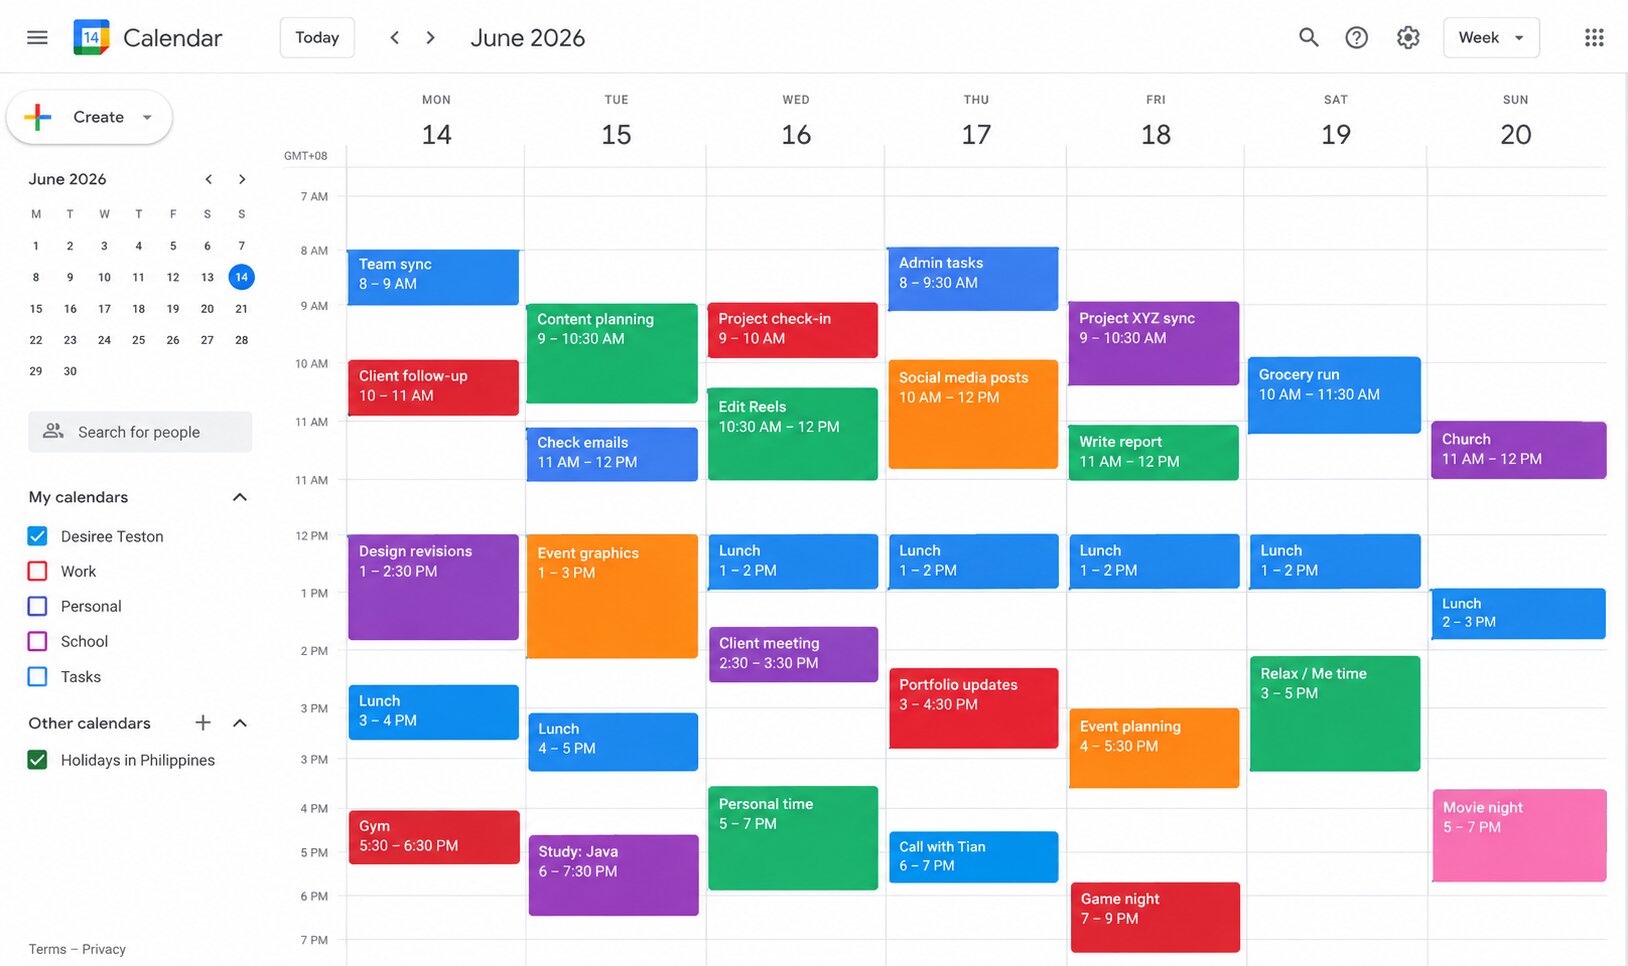 14 Calendar
Today
June 2026
Week
Create
June 2026
M T W T F S S
1 2 3 4 5 6 7
8 9 10 11 12 13 14
15 16 17 18 19 20 21
22 23 24 25 26 27 28
29 30
Search for people
My calendars
Desiree Teston
Work
Personal
School
Tasks
Other calendars
Holidays in Philippines
Terms – Privacy
GMT+08
7 AM
8 AM
9 AM
10 AM
11 AM
11 AM
12 PM
1 PM
2 PM
3 PM
3 PM
4 PM
5 PM
6 PM
7 PM
MON
14
Team sync
8 – 9 AM
Client follow-up
10 – 11 AM
Design revisions
1 – 2:30 PM
Lunch
3 – 4 PM
Gym
5:30 – 6:30 PM
TUE
15
Content planning
9 – 10:30 AM
Check emails
11 AM – 12 PM
Event graphics
1 – 3 PM
Lunch
4 – 5 PM
Study: Java
6 – 7:30 PM
WED
16
Project check-in
9 – 10 AM
Edit Reels
10:30 AM – 12 PM
Lunch
1 – 2 PM
Client meeting
2:30 – 3:30 PM
Personal time
5 – 7 PM
THU
17
Admin tasks
8 – 9:30 AM
Social media posts
10 AM – 12 PM
Lunch
1 – 2 PM
Portfolio updates
3 – 4:30 PM
Call with Tian
6 – 7 PM
FRI
18
Project XYZ sync
9 – 10:30 AM
Write report
11 AM – 12 PM
Lunch
1 – 2 PM
Event planning
4 – 5:30 PM
Game night
7 – 9 PM
SAT
19
Grocery run
10 AM – 11:30 AM
Lunch
1 – 2 PM
Relax / Me time
3 – 5 PM
SUN
20
Church
11 AM – 12 PM
Lunch
2 – 3 PM
Movie night
5 – 7 PM